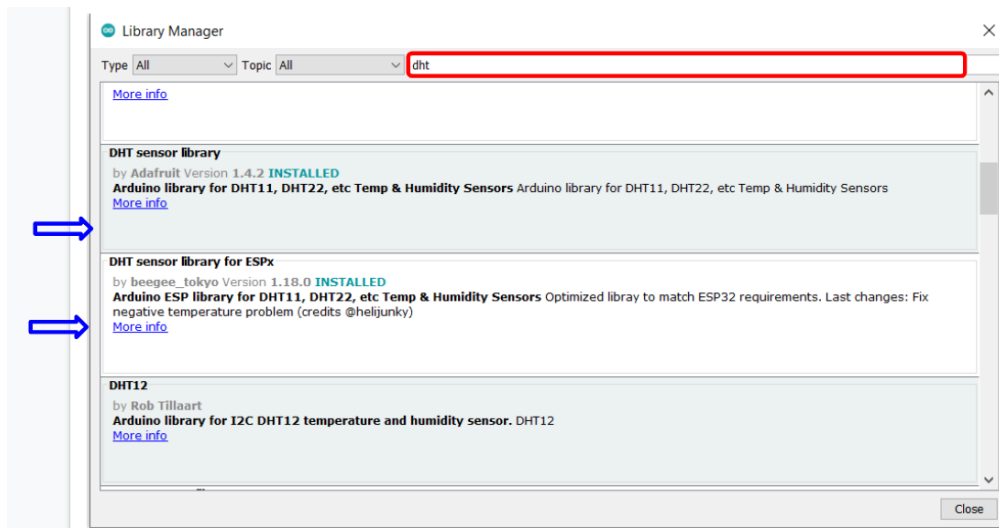 Library Manager
Type All Topic All dht
More info
DHT sensor library
by Adafruit Version 1.4.2 INSTALLED
Arduino library for DHT11, DHT22, etc Temp & Humidity Sensors Arduino library for DHT11, DHT22, etc Temp & Humidity Sensors
More info
DHT sensor library for ESPx
by beegee_tokyo Version 1.18.0 INSTALLED
Arduino ESP library for DHT11, DHT22, etc Temp & Humidity Sensors Optimized libray to match ESP32 requirements. Last changes: Fix
negative temperature problem (credits @helijunky)
More info
DHT12
by Rob Tillaart
Arduino library for I2C DHT12 temperature and humidity sensor. DHT12
More info
Close